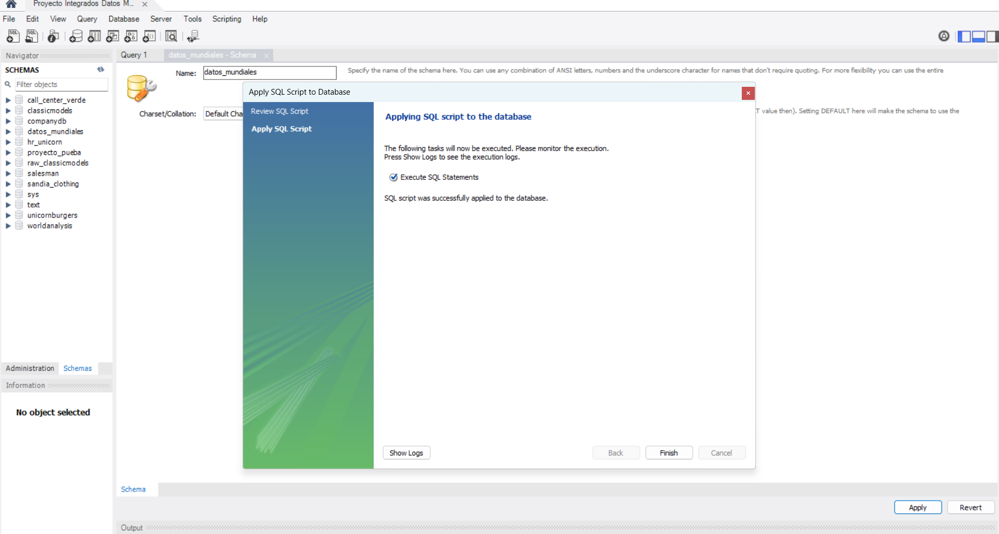 Proyecto Integrados Datos M...
File Edit View Query Database Server Tools Scripting Help
Navigator
SCHEMAS
Filter objects
call_center_verde
classicmodels
companydb
datos_mundiales
hr_unicorn
proyecto_pueba
raw_classicmodels
salesman
sandia_clothing
sys
text
unicornburgers
worldanalysis
Administration Schemas
Information
No object selected
Query 1 datos_mundiales - Schema
Name: datos_mundiales
Specify the name of the schema here. You can use any combination of ANSI letters, numbers and the underscore character for names that don't require quoting. For more flexibility you can use the entire
Charset/Collation: Default Cha
T value then). Setting DEFAULT here will make the schema to use the
Apply SQL Script to Database
Review SQL Script
Apply SQL Script
Applying SQL script to the database
The following tasks will now be executed. Please monitor the execution.
Press Show Logs to see the execution logs.
Execute SQL Statements
SQL script was successfully applied to the database.
Show Logs Back Finish Cancel
Schema
Apply Revert
Output